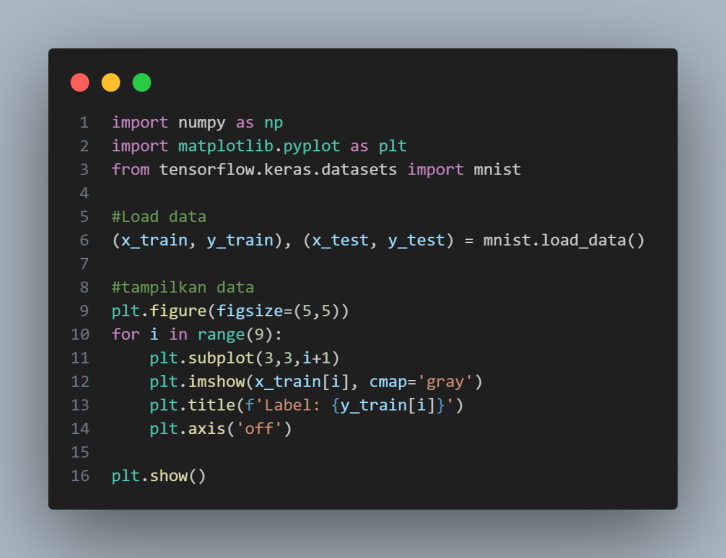 1 import numpy as np
2 import matplotlib.pyplot as plt
3 from tensorflow.keras.datasets import mnist
4
5 #Load data
6 (x_train, y_train), (x_test, y_test) = mnist.load_data()
7
8 #tampilkan data
9 plt.figure(figsize=(5,5))
10 for i in range(9):
11     plt.subplot(3,3,i+1)
12     plt.imshow(x_train[i], cmap='gray')
13     plt.title(f'Label: {y_train[i]}')
14     plt.axis('off')
15
16 plt.show()